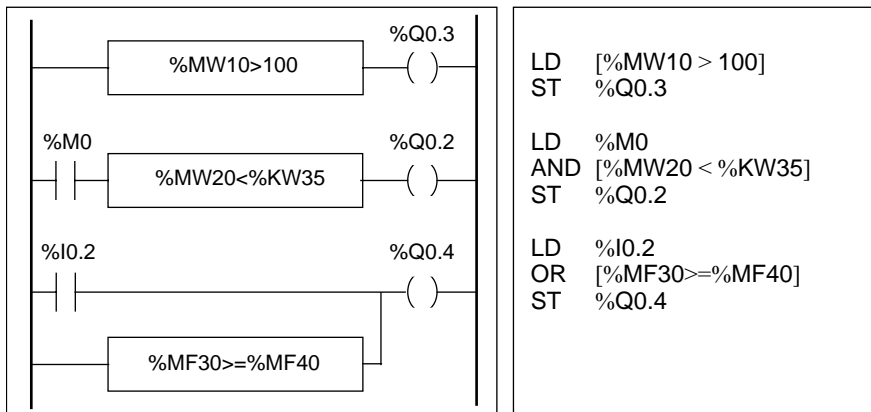 %Q0.3
%MW10>100
%M0
%Q0.2
%MW20<%KW35
%I0.2
%Q0.4
%MF30>=%MF40
LD [%MW10 > 100]
ST %Q0.3
LD %M0
AND [%MW20 < %KW35]
ST %Q0.2
LD %I0.2
OR [%MF30>=%MF40]
ST %Q0.4